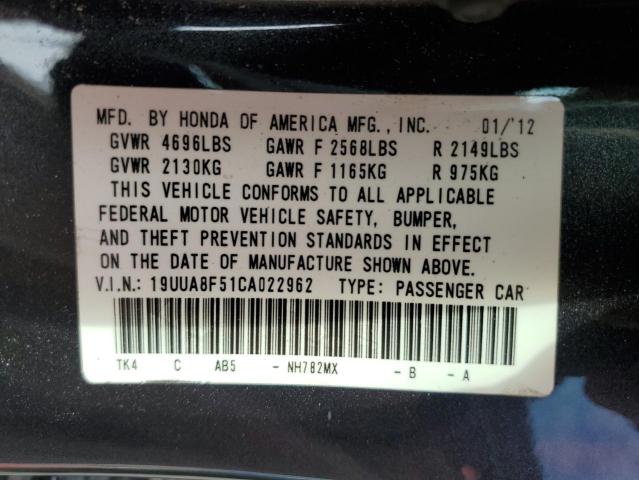 MFD. BY HONDA OF AMERICA MFG., INC. 01/'12
GVWR 4696LBS GAWR F 2568LBS R 2149LBS
GVWR 2130KG GAWR F 1165KG R 975KG
THIS VEHICLE CONFORMS TO ALL APPLICABLE
FEDERAL MOTOR VEHICLE SAFETY, BUMPER,
AND THEFT PREVENTION STANDARDS IN EFFECT
ON THE DATE OF MANUFACTURE SHOWN ABOVE.
V.I.N.: 19UUA8F51CA022962 TYPE: PASSENGER CAR
TK4 C AB5 - NH782MX - B - A